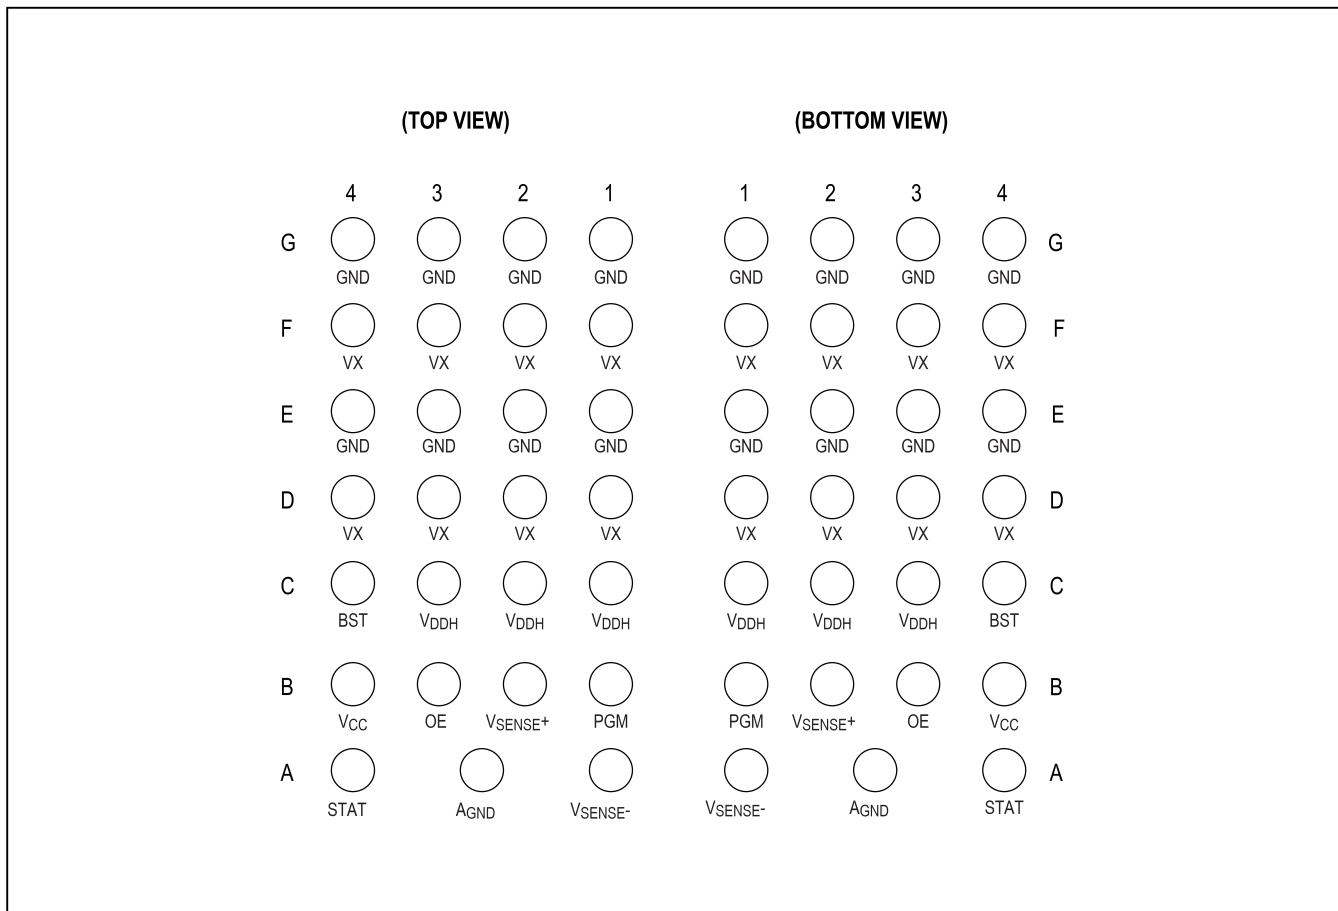 (TOP VIEW) (BOTTOM VIEW)
4 3 2 1 1 2 3 4
G G
GND GND GND GND GND GND GND GND
F F
VX VX VX VX VX VX VX VX
E E
GND GND GND GND GND GND GND GND
D D
VX VX VX VX VX VX VX VX
C C
BST VDDH VDDH VDDH VDDH VDDH VDDH BST
B B
VCC OE VSENSE+ PGM PGM VSENSE+ OE VCC
A A
STAT AGND VSENSE- VSENSE- AGND STAT